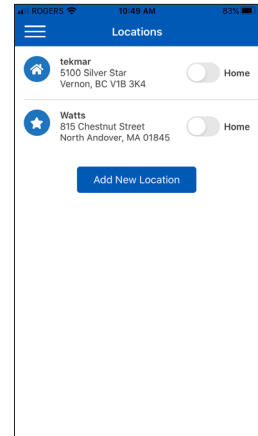 ROGERS 10:49 AM 83%
Locations
tekmar
5100 Silver Star
Vernon, BC V1B 3K4
Home
Watts
815 Chestnut Street
North Andover, MA 01845
Home
Add New Location